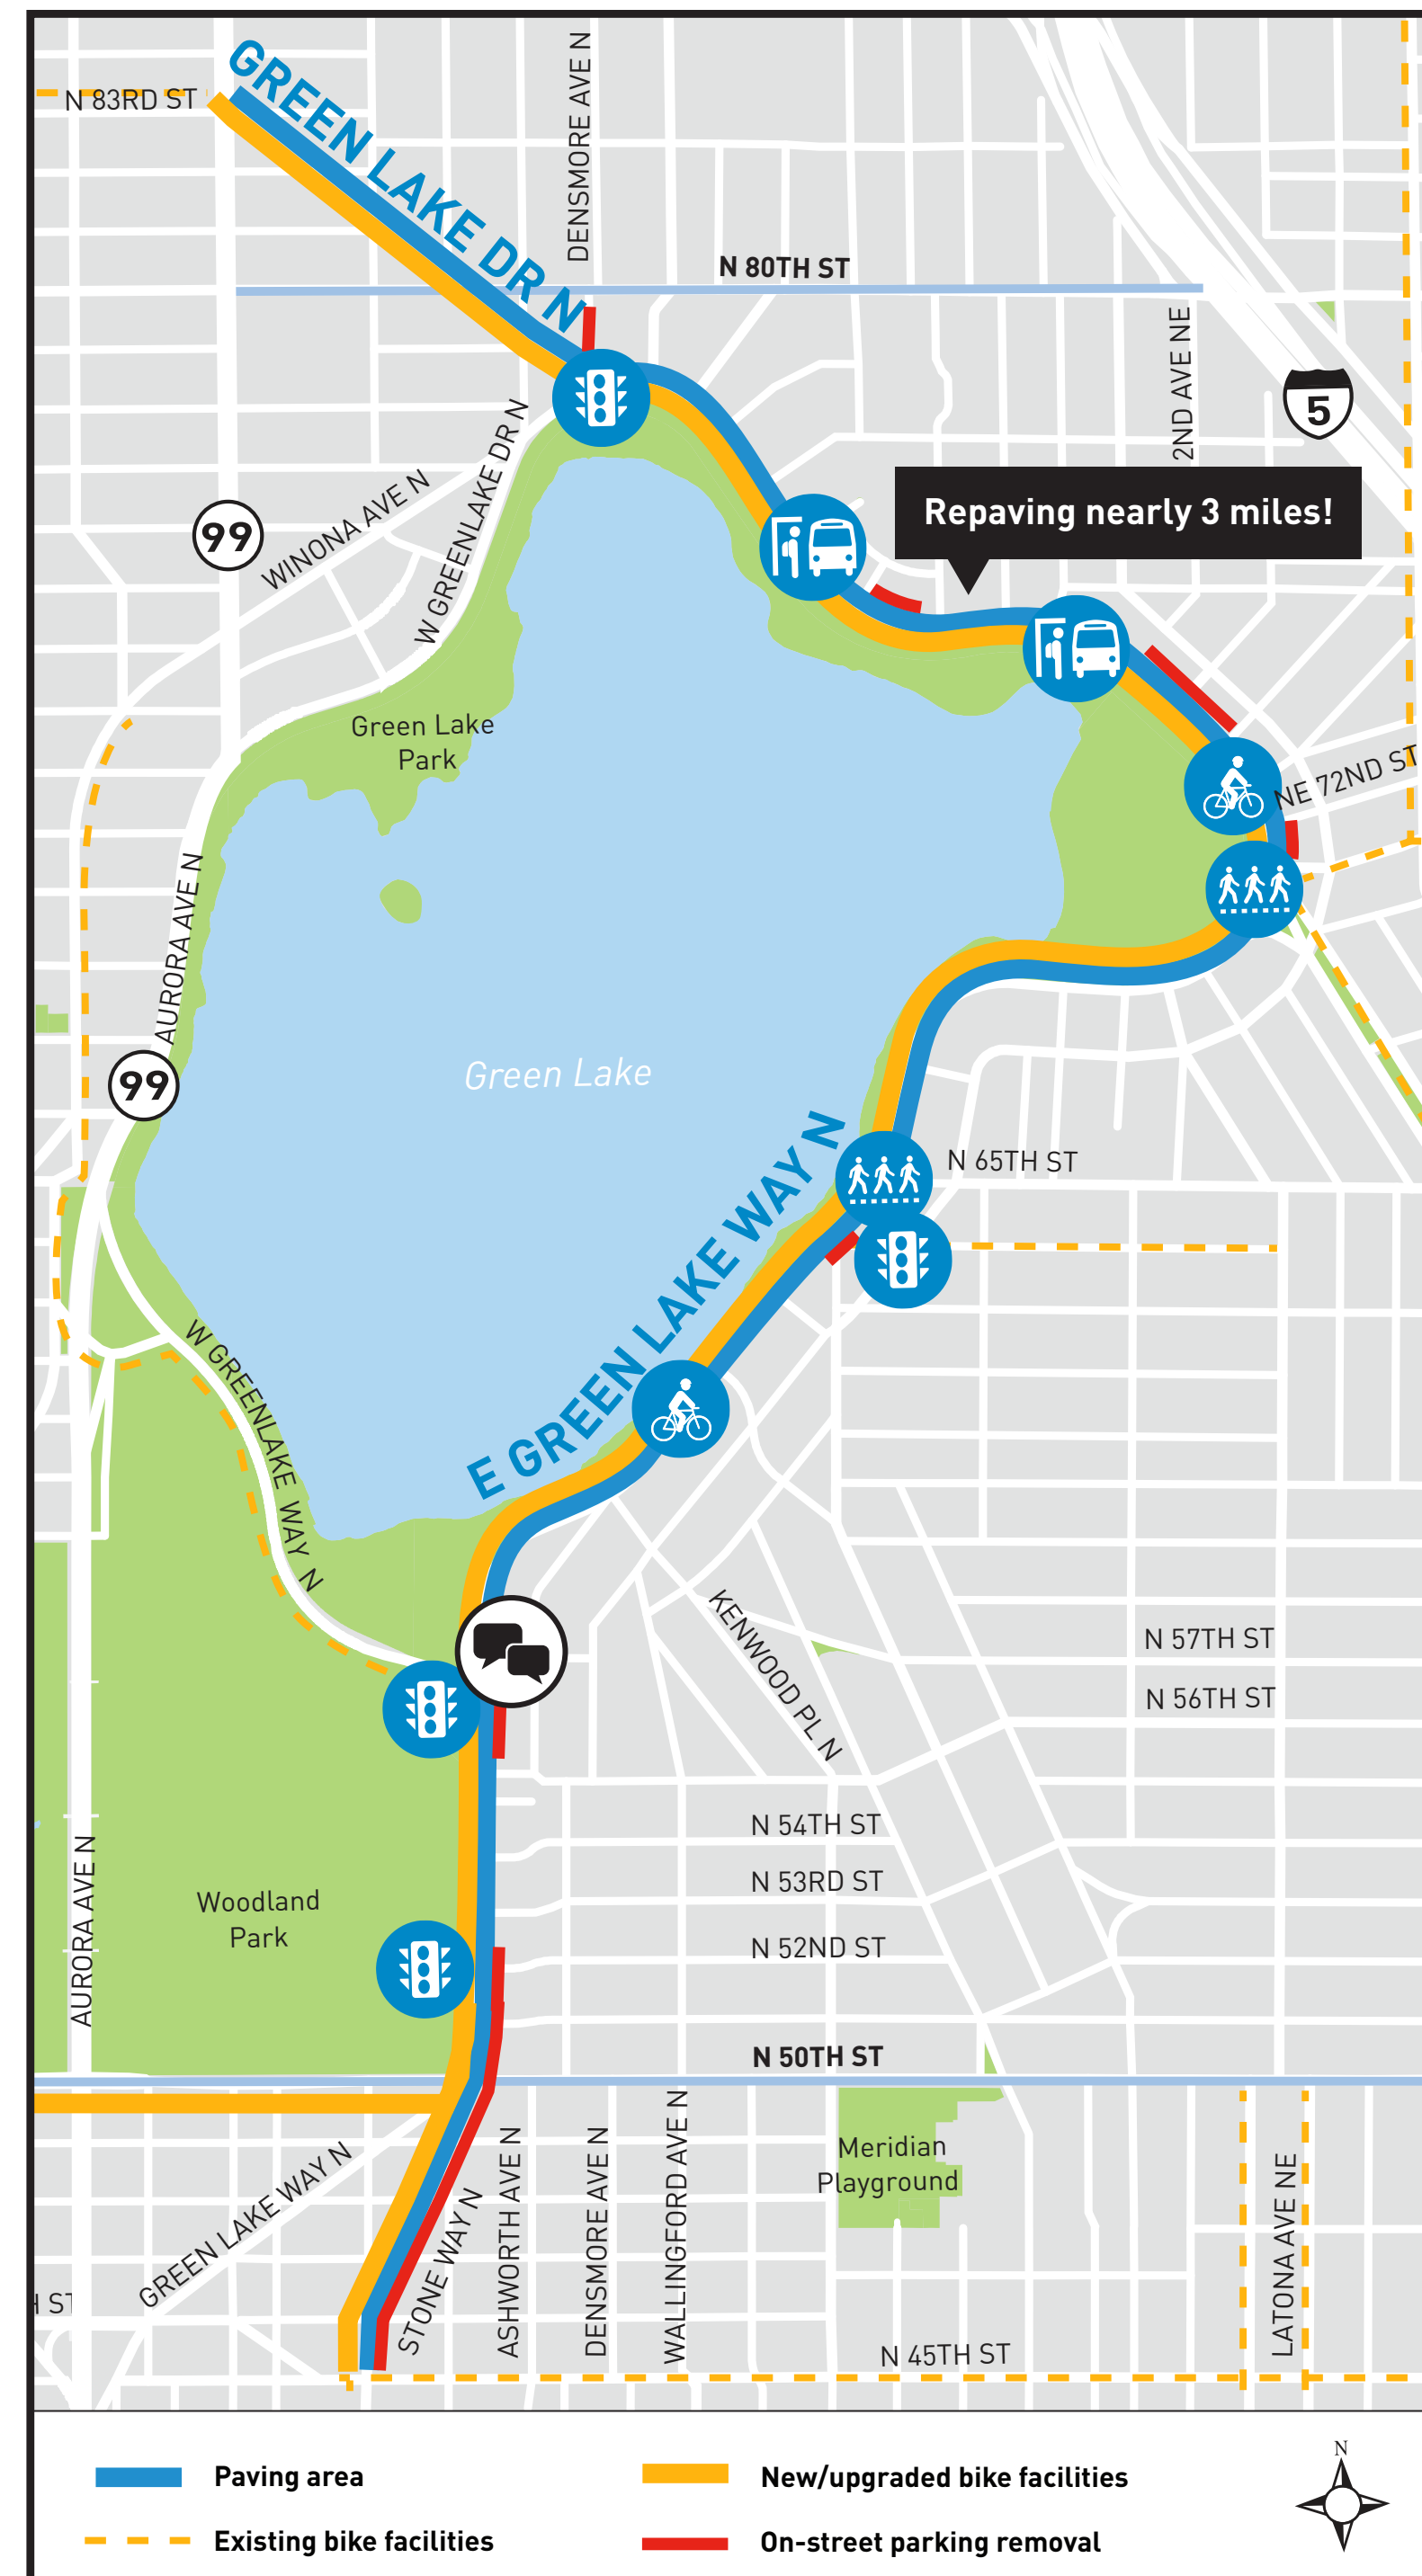 GREEN LAKE DR N
N 83RD ST
DENSMORE AVE N
N 80TH ST
2ND AVE NE
5
W GREENLAKE DR N
WINONA AVE N
99
Repaving nearly 3 miles!
Green Lake
Park
NE 72ND ST
AURORA AVE N
99
Green Lake
E GREEN LAKE WAY N
N 65TH ST
W GREENLAKE WAY N
KENWOOD PL N
N 57TH ST
N 56TH ST
N 54TH ST
N 53RD ST
N 52ND ST
Woodland
Park
AURORA AVE N
N 50TH ST
Meridian
Playground
GREEN LAKE WAY N
STONE WAY N
ASHWORTH AVE N
DENSMORE AVE N
WALLINGFORD AVE N
LATONA AVE NE
H ST
N 45TH ST
N
Paving area
New/upgraded bike facilities
Existing bike facilities
On-street parking removal